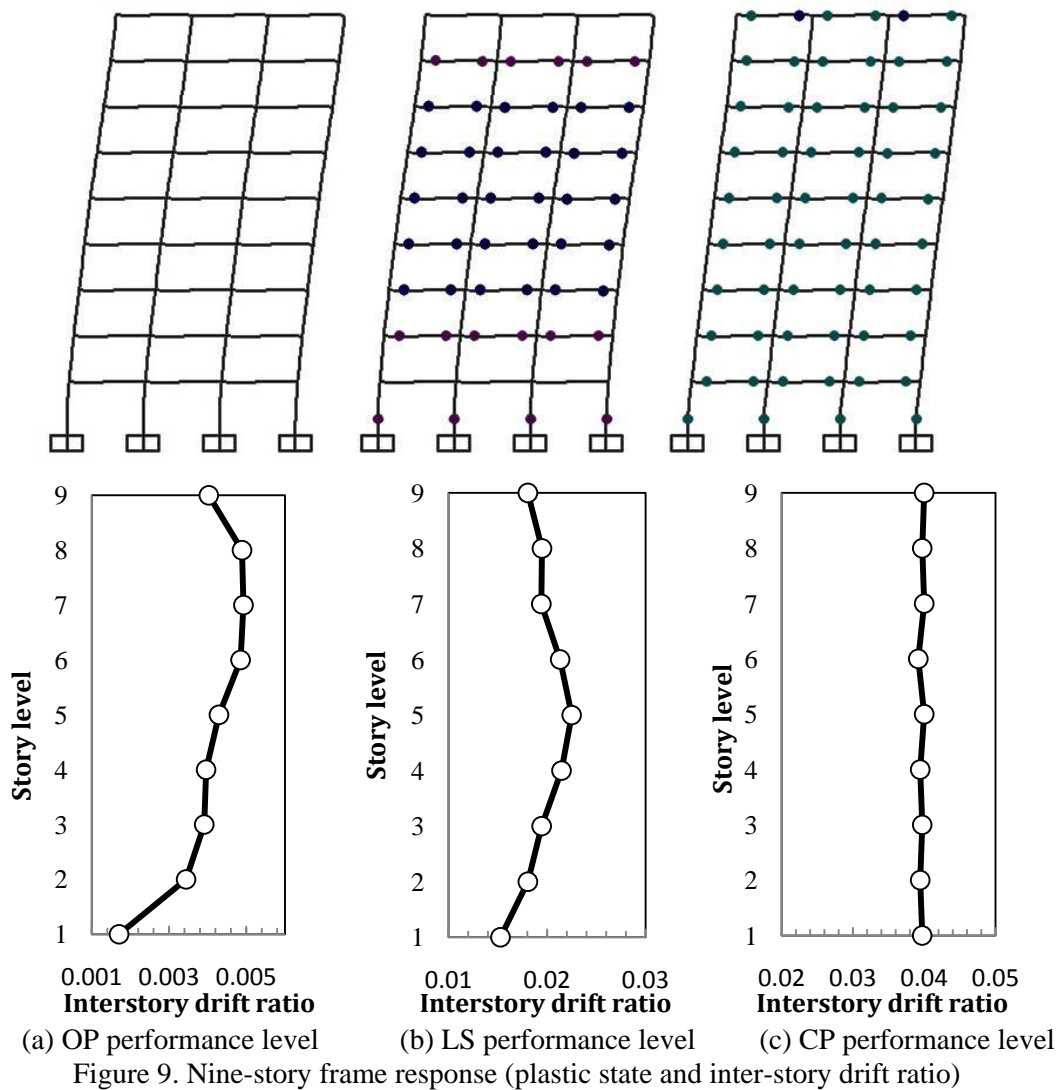 9
8
7
6
5
4
3
2
1
Story level
0.001 0.003 0.005
Interstory drift ratio
(a) OP performance level
9
8
7
6
5
4
3
2
1
Story level
0.01 0.02 0.03
Interstory drift ratio
(b) LS performance level
9
8
7
6
5
4
3
2
1
Story level
0.02 0.03 0.04 0.05
Interstory drift ratio
(c) CP performance level
Figure 9. Nine-story frame response (plastic state and inter-story drift ratio)